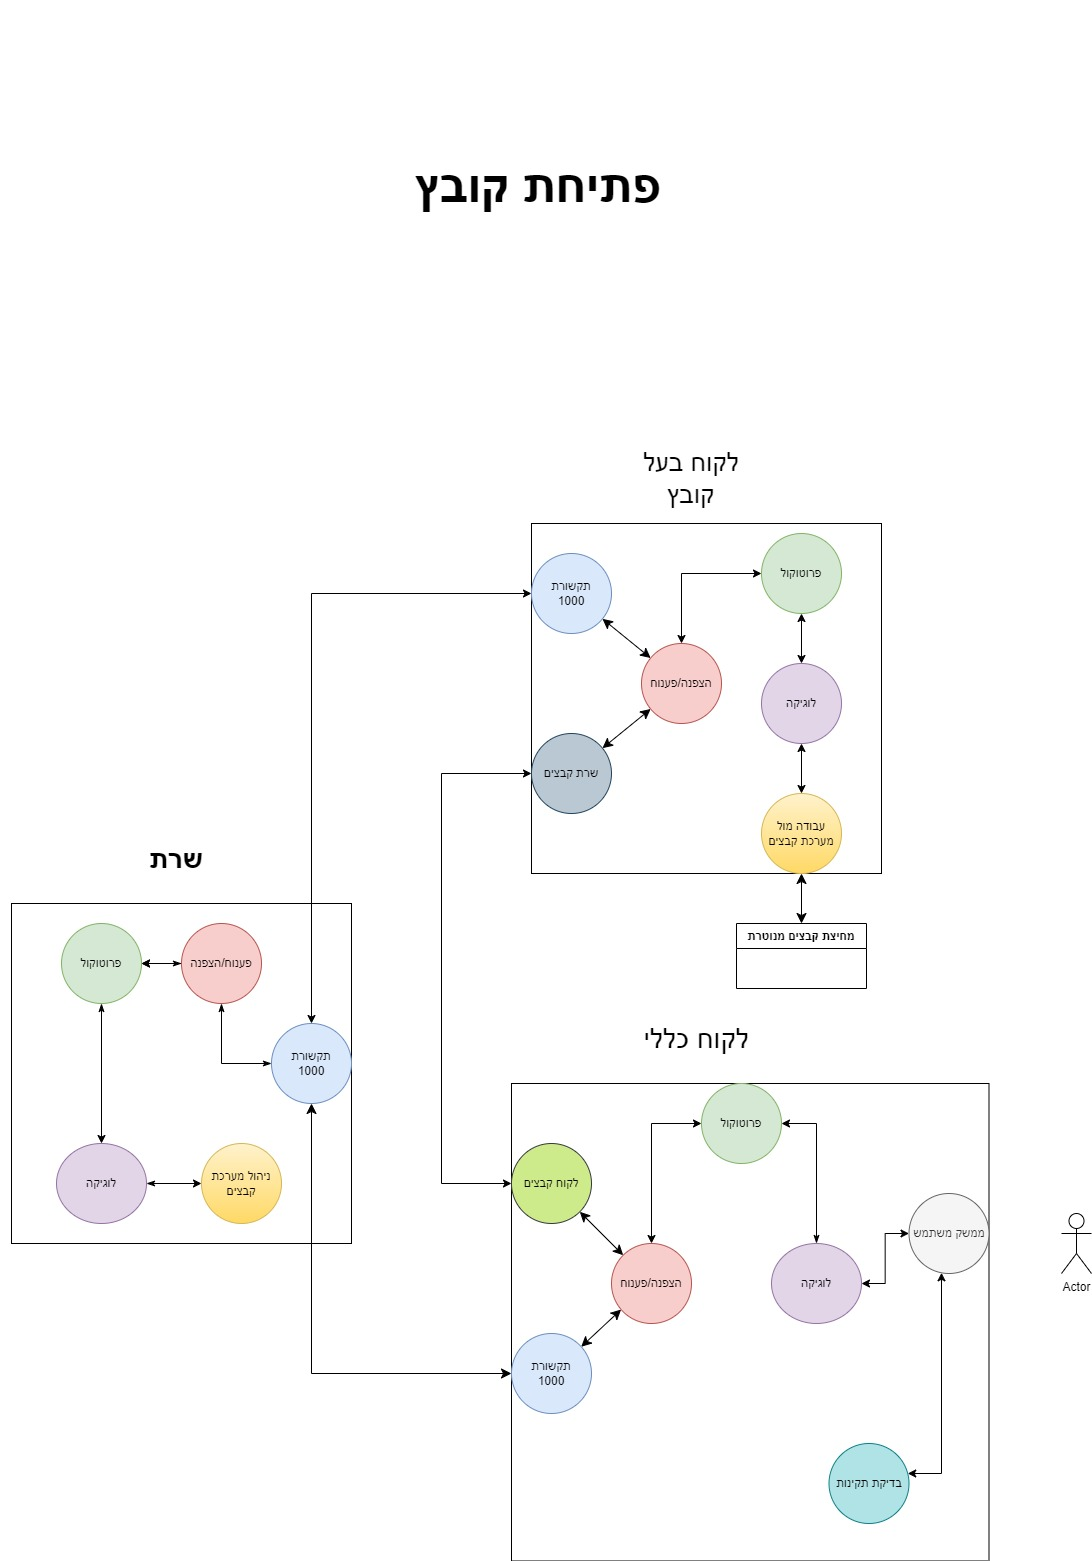 פתיחת קובץ
לקוח בעל
קובץ
תקשורת
1000
פרוטוקול
הצפנה/פענוח
לוגיקה
שרת קבצים
עבודה מול
מערכת קבצים
מחיצת קבצים מנוטרת
שרת
פרוטוקול
פענוח/הצפנה
תקשורת
1000
לוגיקה
ניהול מערכת
קבצים
לקוח כללי
פרוטוקול
לקוח קבצים
הצפנה/פענוח
לוגיקה
ממשק משתמש
תקשורת
1000
בדיקת תקינות
Actor